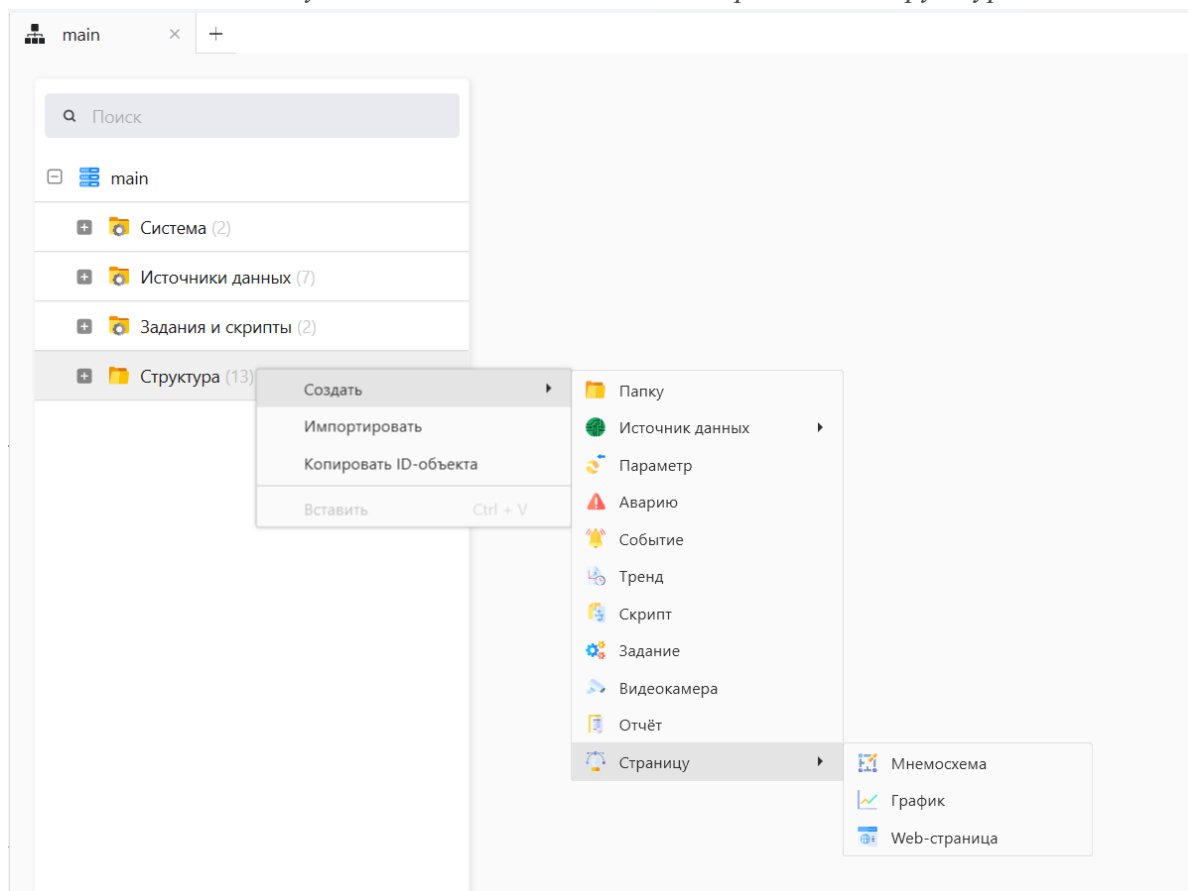 main × +
Поиск
main
Система (2)
Источники данных (7)
Задания и скрипты (2)
Структура (13)
Создать
Импортировать
Копировать ID-объекта
Вставить Ctrl + V
Папку
Источник данных
Параметр
Аварию
Событие
Тренд
Скрипт
Задание
Видеокамера
Отчёт
Страницу
Мнемосхема
График
Web-страница